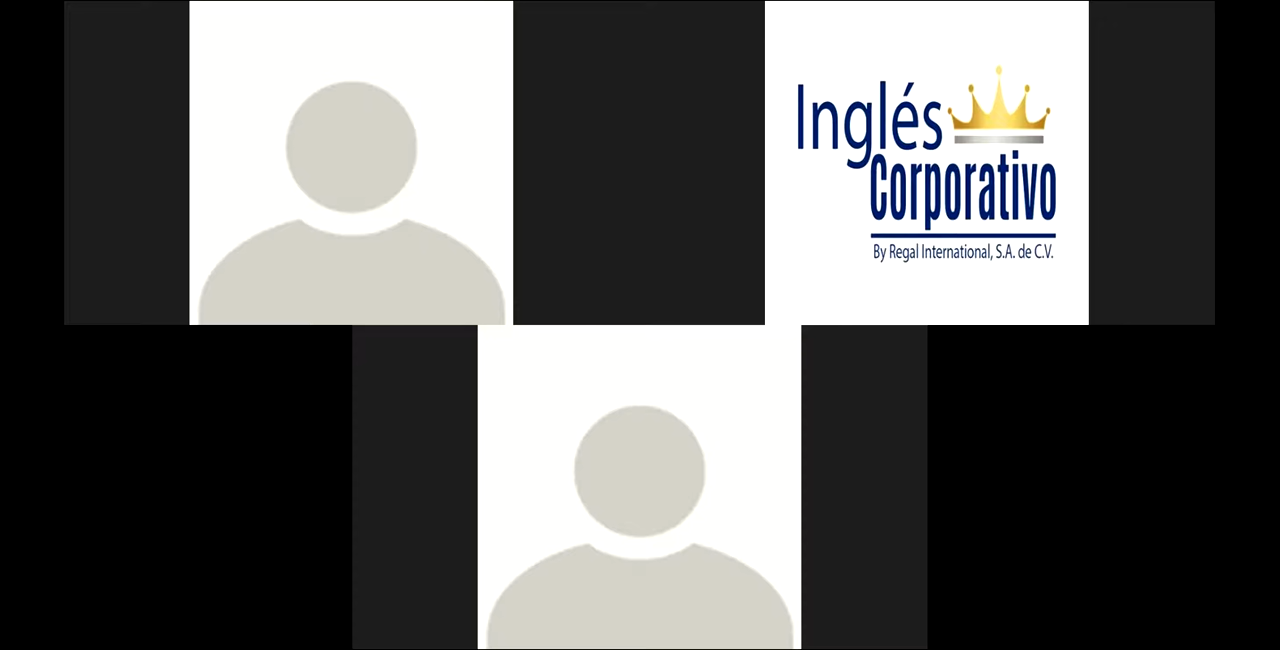 Inglés
Corporativo
By Regal International, S.A. de C.V.